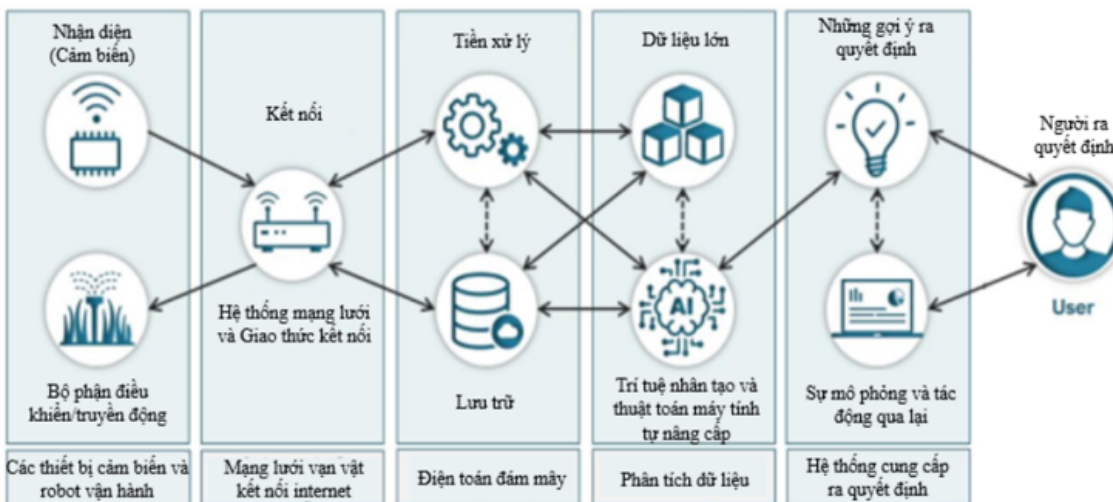 Nhận diện
(Cảm biến)
Bộ phận điều
khiển/truyền động
Các thiết bị cảm biến và
robot vận hành
Kết nối
Hệ thống mạng lưới
và Giao thức kết nối
Mạng lưới vạn vật
kết nối internet
Tiền xử lý
Lưu trữ
Điện toán đám mây
Dữ liệu lớn
AI
Trí tuệ nhân tạo và
thuật toán máy tính
tự nâng cấp
Phân tích dữ liệu
Những gợi ý ra
quyết định
Sự mô phỏng và tác
động qua lại
Hệ thống cung cấp
ra quyết định
Người ra
quyết định
User